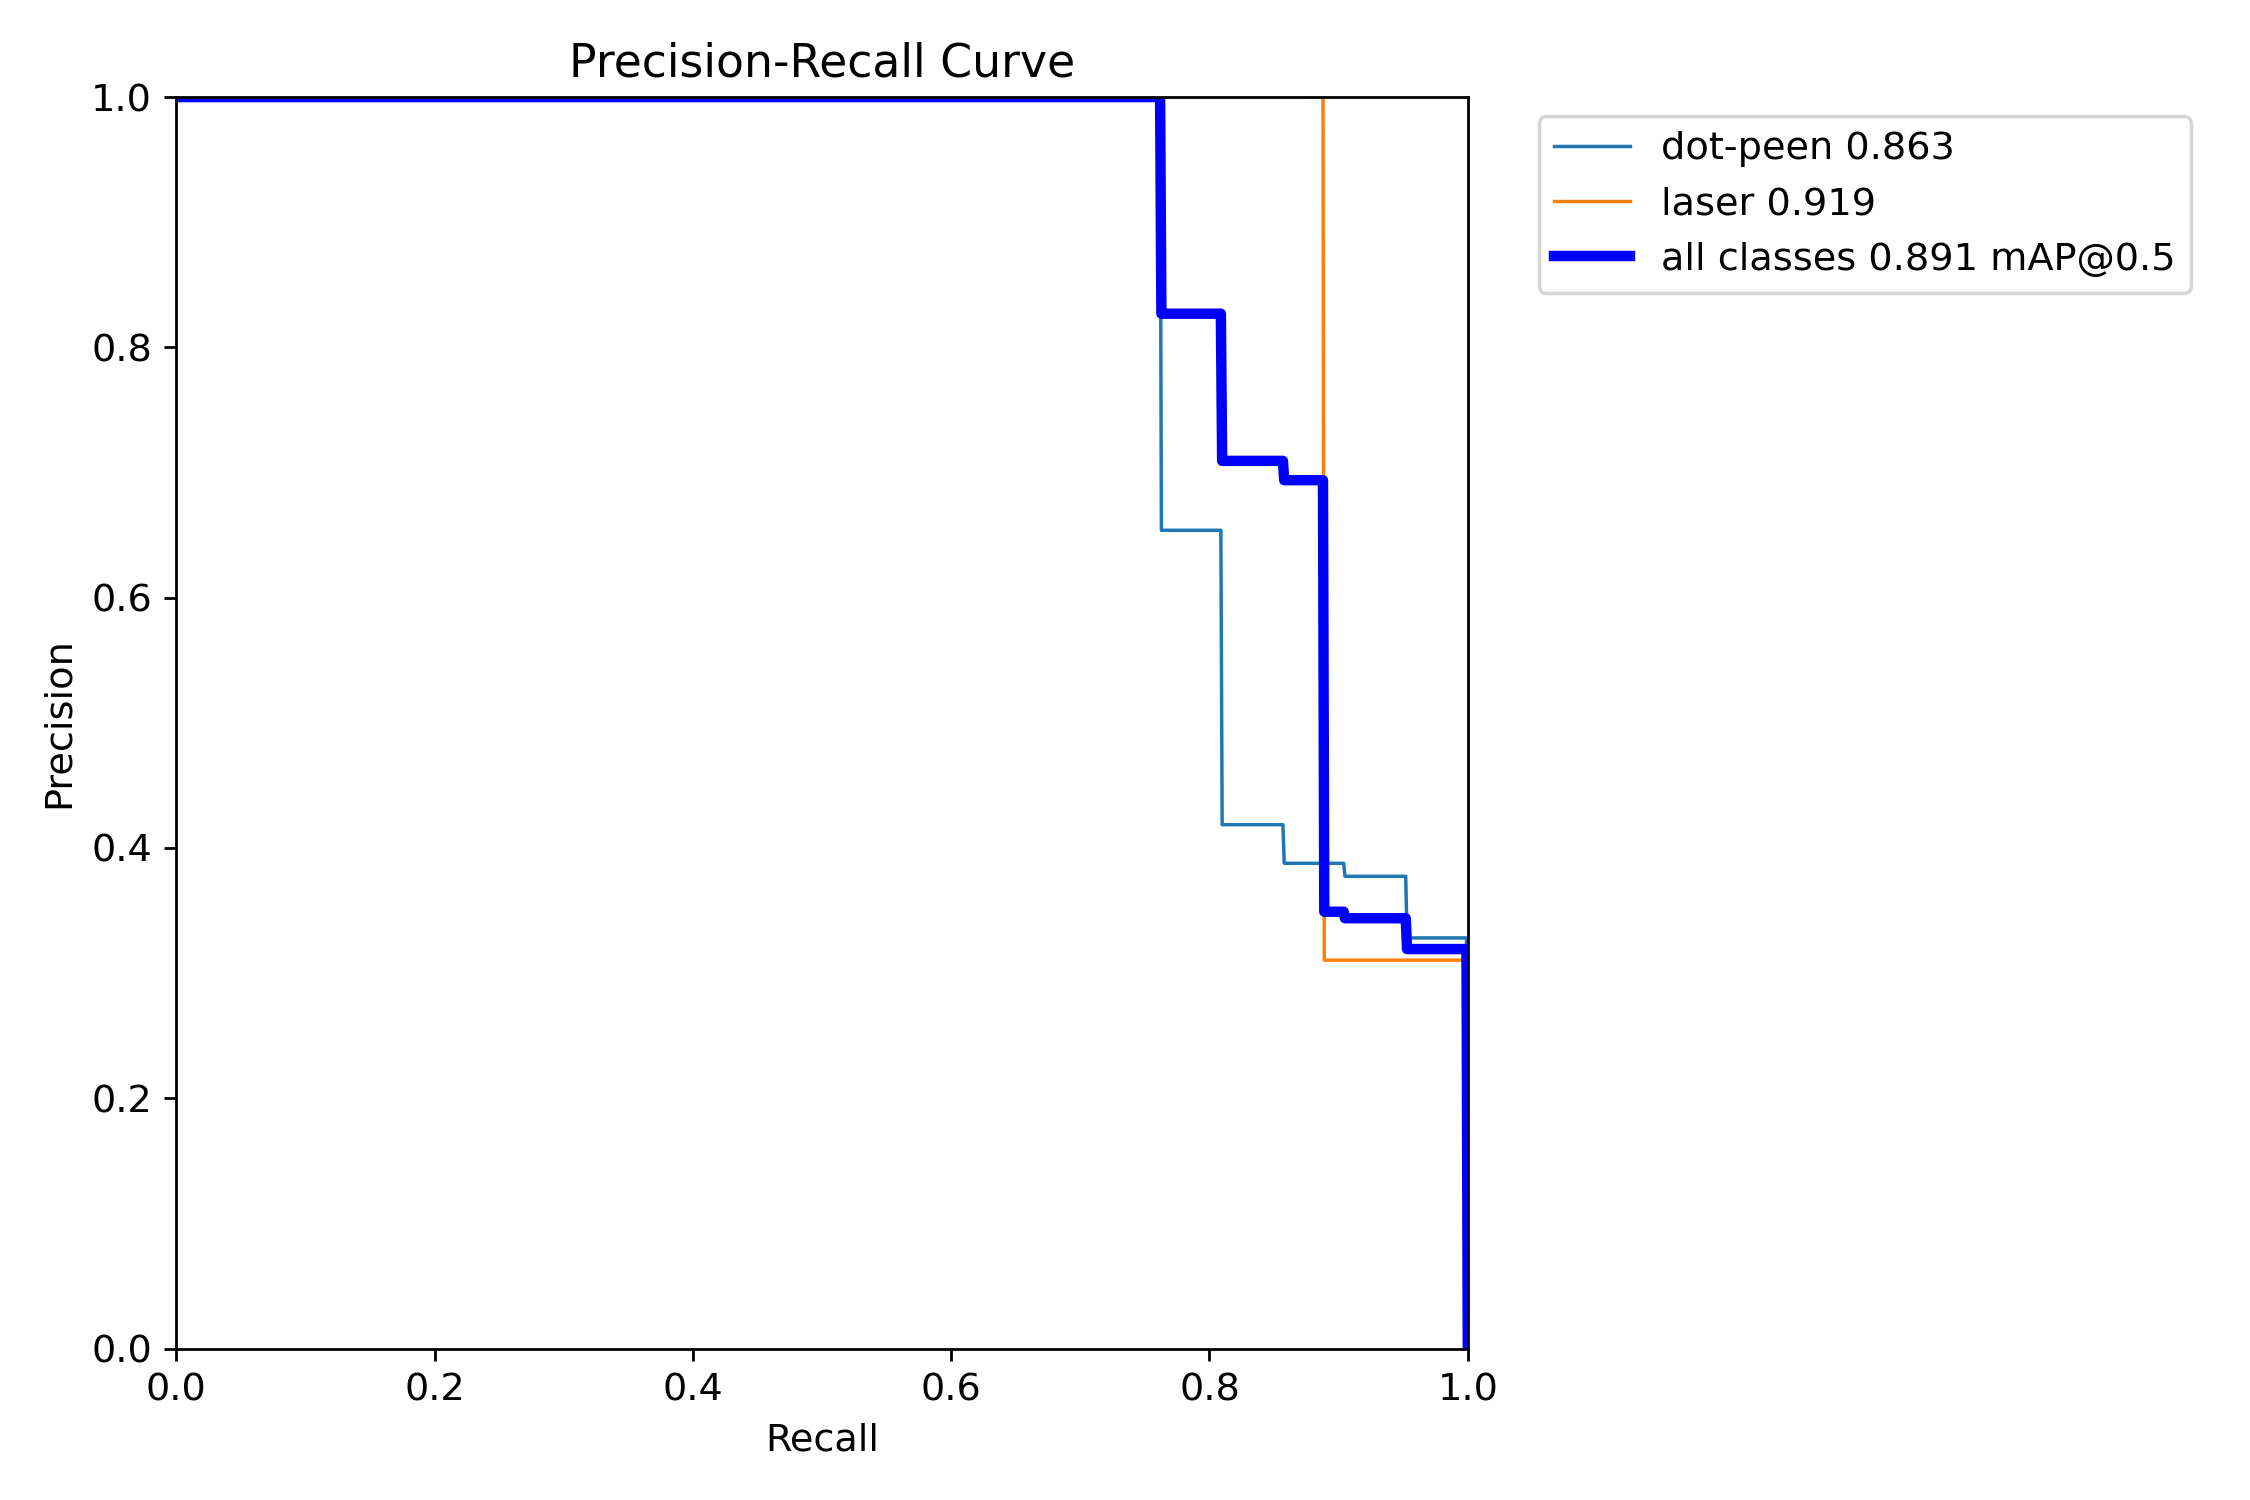 Precision-Recall Curve
1.0
0.8
0.6
0.4
0.2
0.0
Precision
0.0 0.2 0.4 0.6 0.8 1.0
Recall
dot-peen 0.863
laser 0.919
all classes 0.891 mAP@0.5